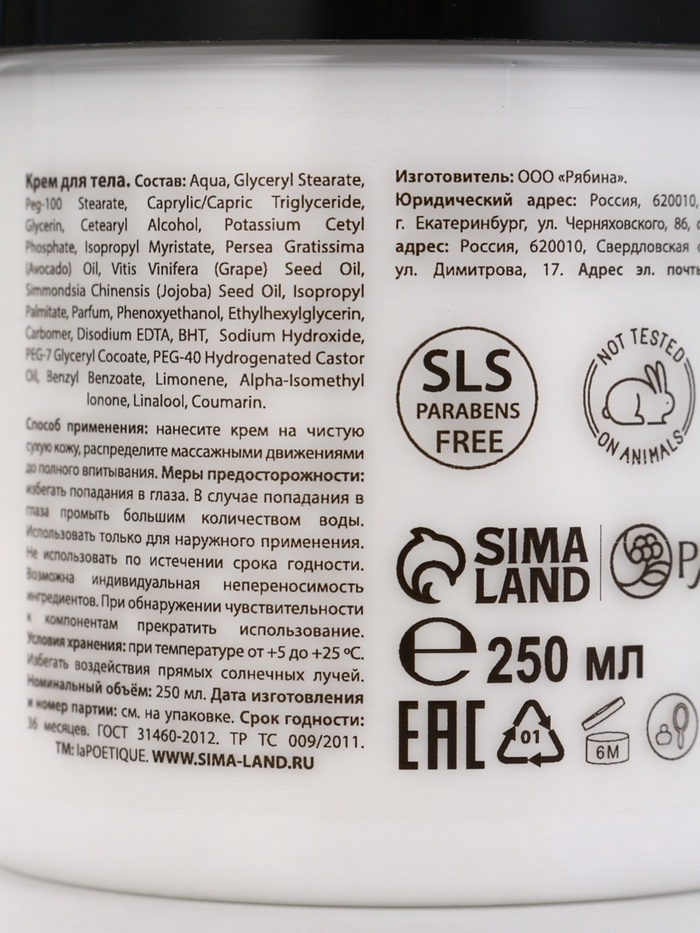 Крем для тела. Состав: Aqua, Glyceryl Stearate,
Peg-100 Stearate, Caprylic/Capric Triglyceride,
Glycerin, Cetearyl Alcohol, Potassium Cetyl
Phosphate, Isopropyl Myristate, Persea Gratissima
(Avocado) Oil, Vitis Vinifera (Grape) Seed Oil,
Simmondsia Chinensis (Jojoba) Seed Oil, Isopropyl
Palmitate, Parfum, Phenoxyethanol, Ethylhexylglycerin,
Carbomer, Disodium EDTA, BHT, Sodium Hydroxide,
PEG-7 Glyceryl Cocoate, PEG-40 Hydrogenated Castor
Oil, Benzyl Benzoate, Limonene, Alpha-Isomethyl
Ionone, Linalool, Coumarin.
Способ применения: нанесите крем на чистую
сухую кожу, распределите массажными движениями
до полного впитывания. Меры предосторожности:
избегать попадания в глаза. В случае попадания в
глаза промыть большим количеством воды.
Использовать только для наружного применения.
Не использовать по истечении срока годности.
Возможна индивидуальная непереносимость
ингредиентов. При обнаружении чувствительности
к компонентам прекратить использование.
Условия хранения: при температуре от +5 до +25 ºС.
Избегать воздействия прямых солнечных лучей.
Номинальный объём: 250 мл. Дата изготовления
и номер партии: см. на упаковке. Срок годности:
36 месяцев. ГОСТ 31460-2012. ТР ТС 009/2011.
ТМ: laPOETIQUE. WWW.SIMA-LAND.RU
Изготовитель: ООО «Рябина».
Юридический адрес: Россия, 620010,
г. Екатеринбург, ул. Черняховского, 86,
адрес: Россия, 620010, Свердловская
ул. Димитрова, 17. Адрес эл. почты
SLS
PARABENS
FREE
NOT TESTED
ON ANIMALS
SIMA
LAND
℮ 250 мл
EAC
01
6M